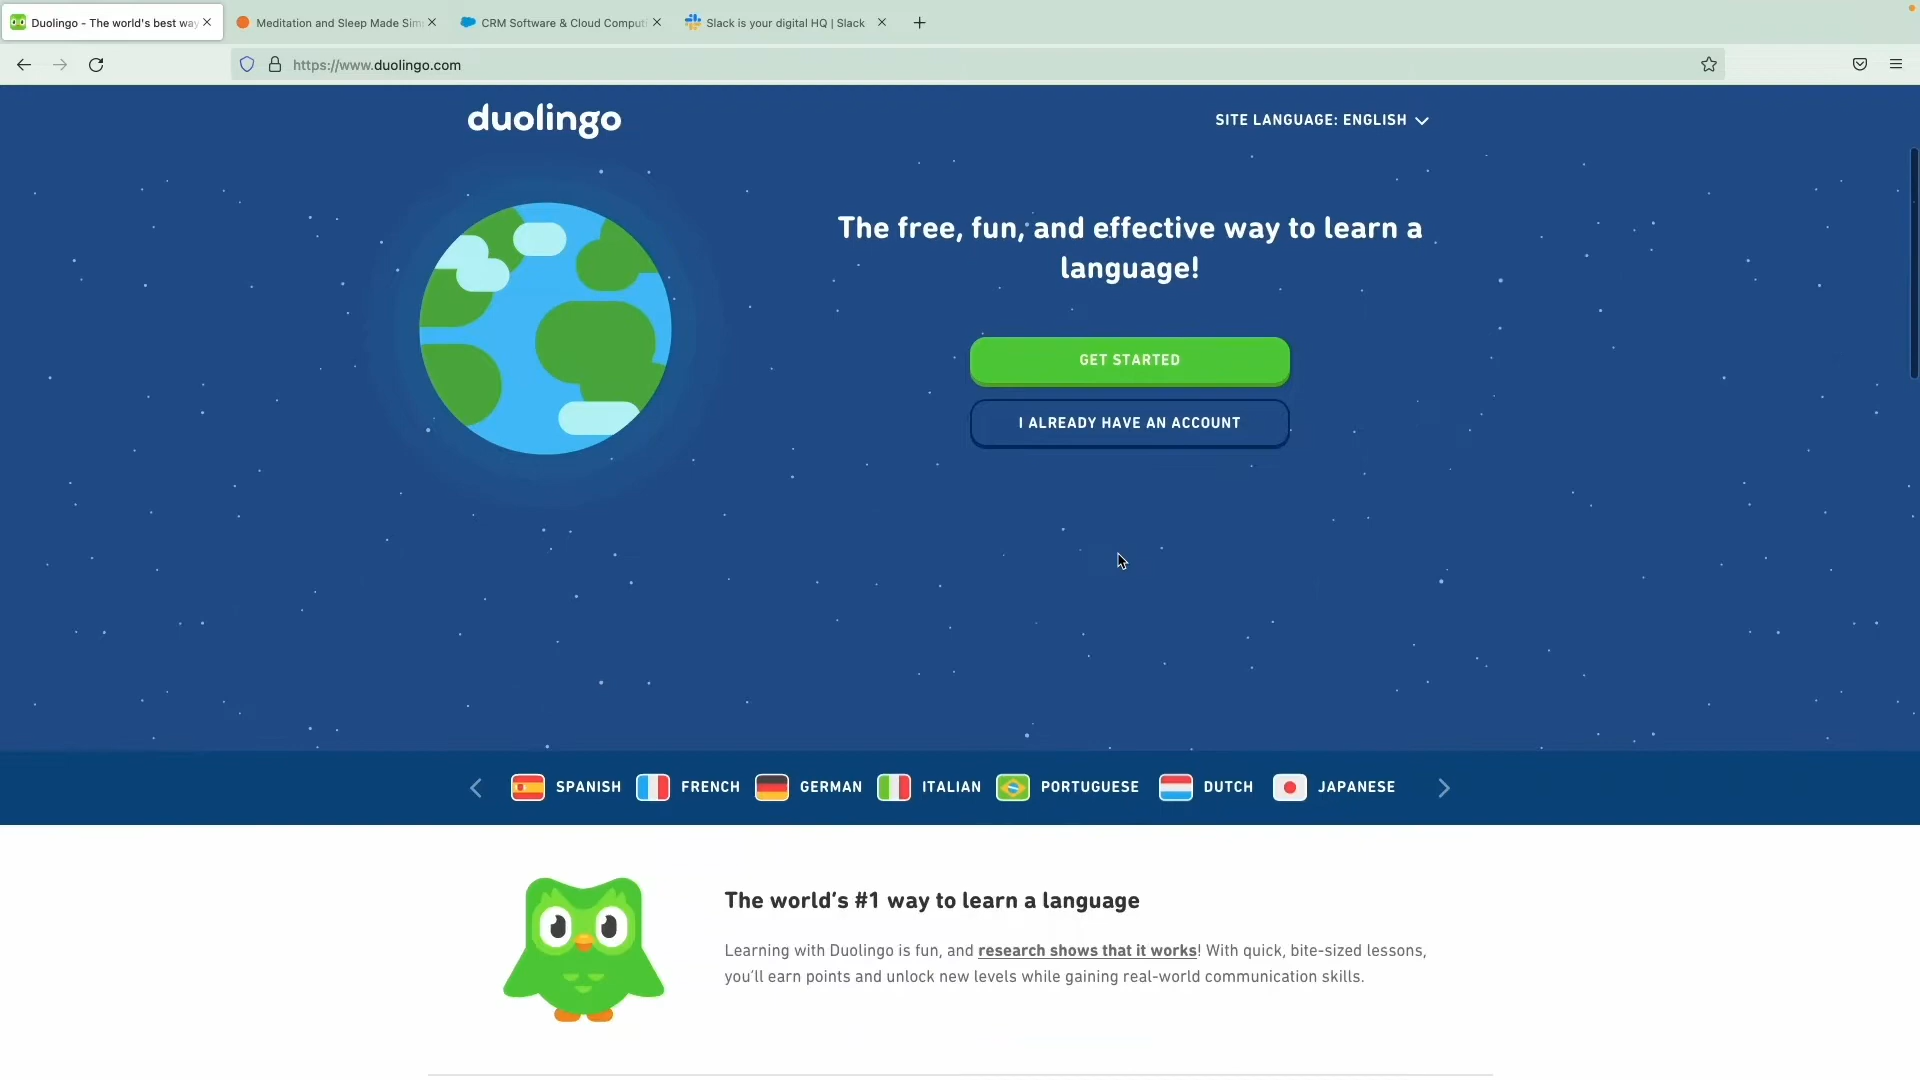 Duolingo - The world's best way
Meditation and Sleep Made Sim
CRM Software & Cloud Computi
Slack is your digital HQ | Slack
https://www.duolingo.com
duolingo
SITE LANGUAGE: ENGLISH
The free, fun, and effective way to learn a
language!
GET STARTED
I ALREADY HAVE AN ACCOUNT
SPANISH FRENCH GERMAN ITALIAN PORTUGUESE DUTCH JAPANESE
The world's #1 way to learn a language
Learning with Duolingo is fun, and research shows that it works! With quick, bite-sized lessons,
you'll earn points and unlock new levels while gaining real-world communication skills.